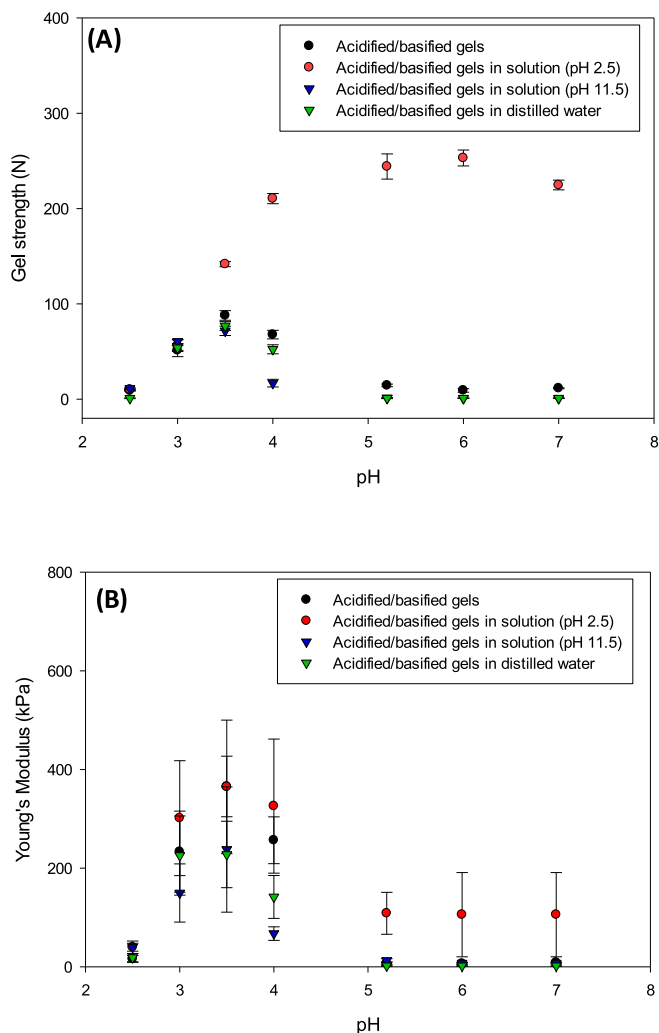 (A)
Acidified/basified gels
Acidified/basified gels in solution (pH 2.5)
Acidified/basified gels in solution (pH 11.5)
Acidified/basified gels in distilled water
Gel strength (N)
400
300
200
100
0
2 3 4 5 6 7 8
pH
(B)
Acidified/basified gels
Acidified/basified gels in solution (pH 2.5)
Acidified/basified gels in solution (pH 11.5)
Acidified/basified gels in distilled water
Young's Modulus (kPa)
800
600
400
200
0
2 3 4 5 6 7 8
pH